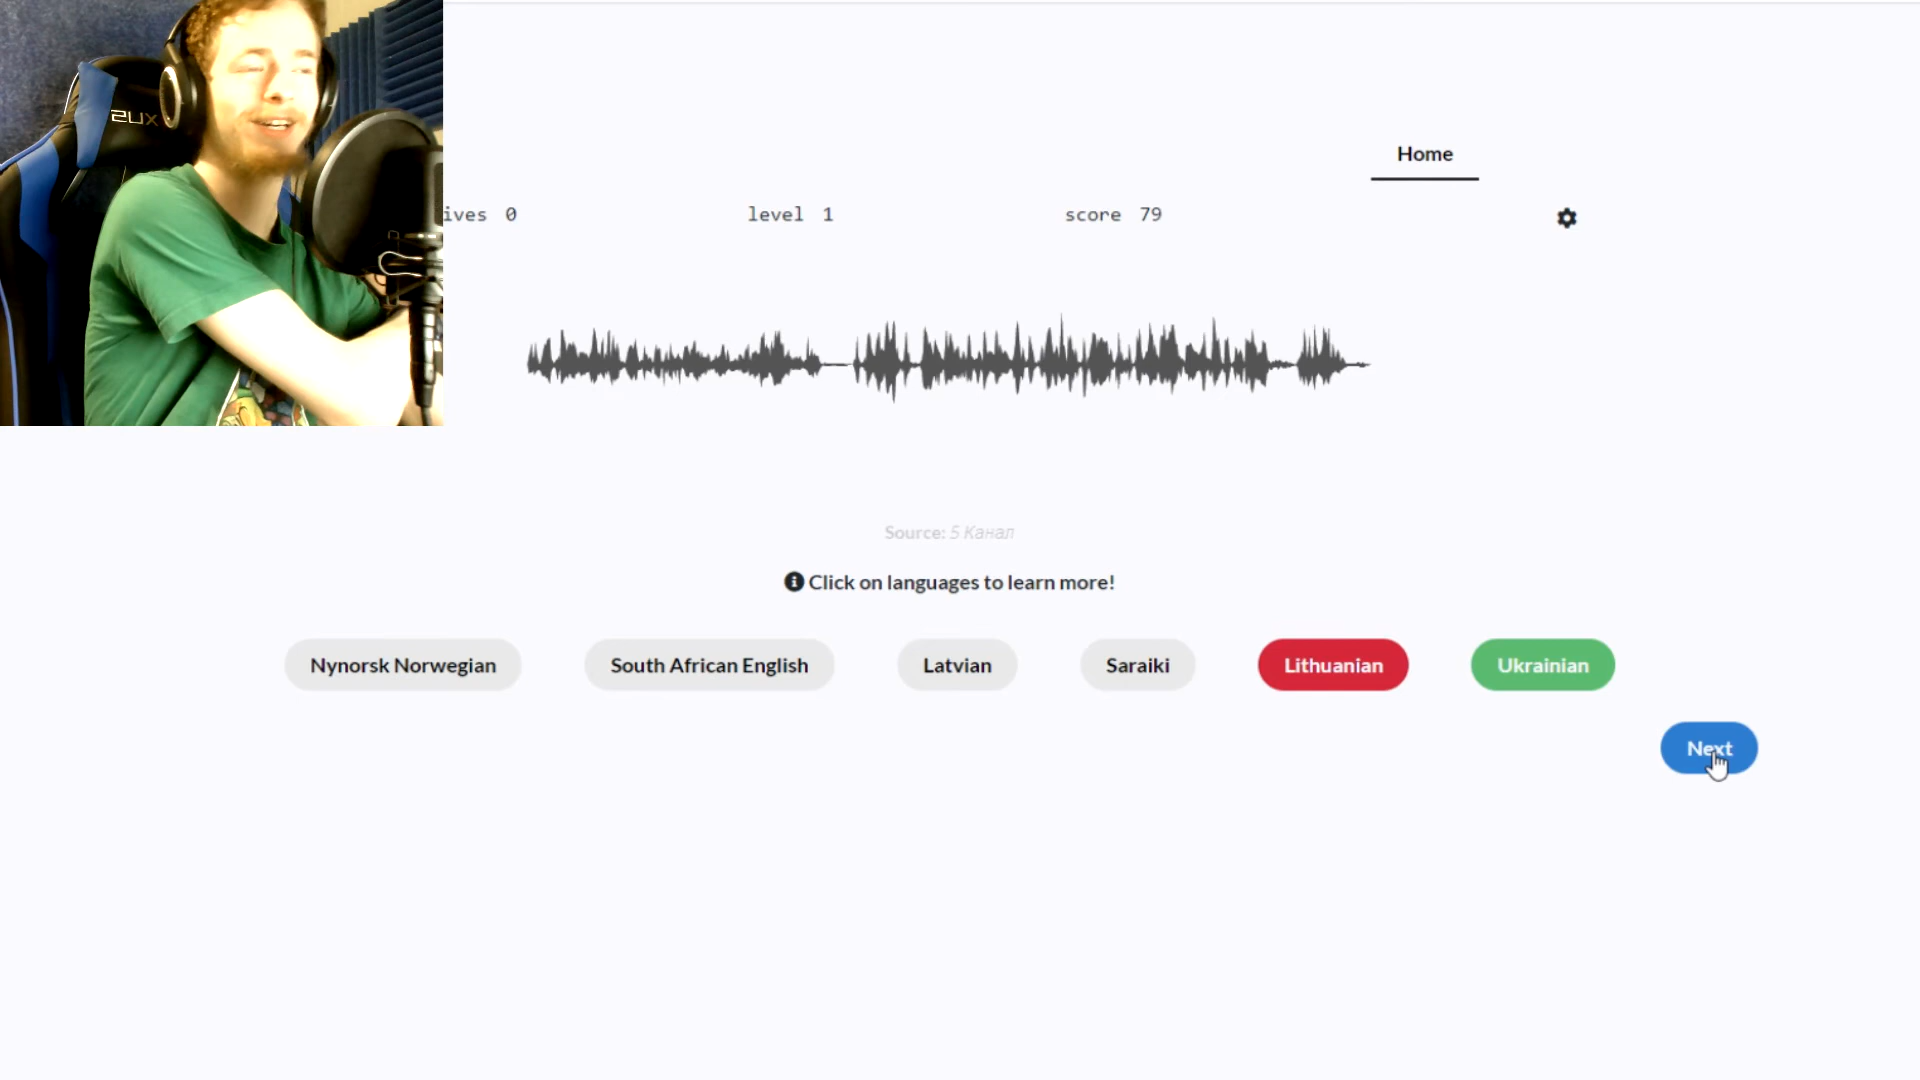 Home
ives 0
level 1
score 79
Source: 5 Канал
Click on languages to learn more!
Nynorsk Norwegian
South African English
Latvian
Saraiki
Lithuanian
Ukrainian
Next